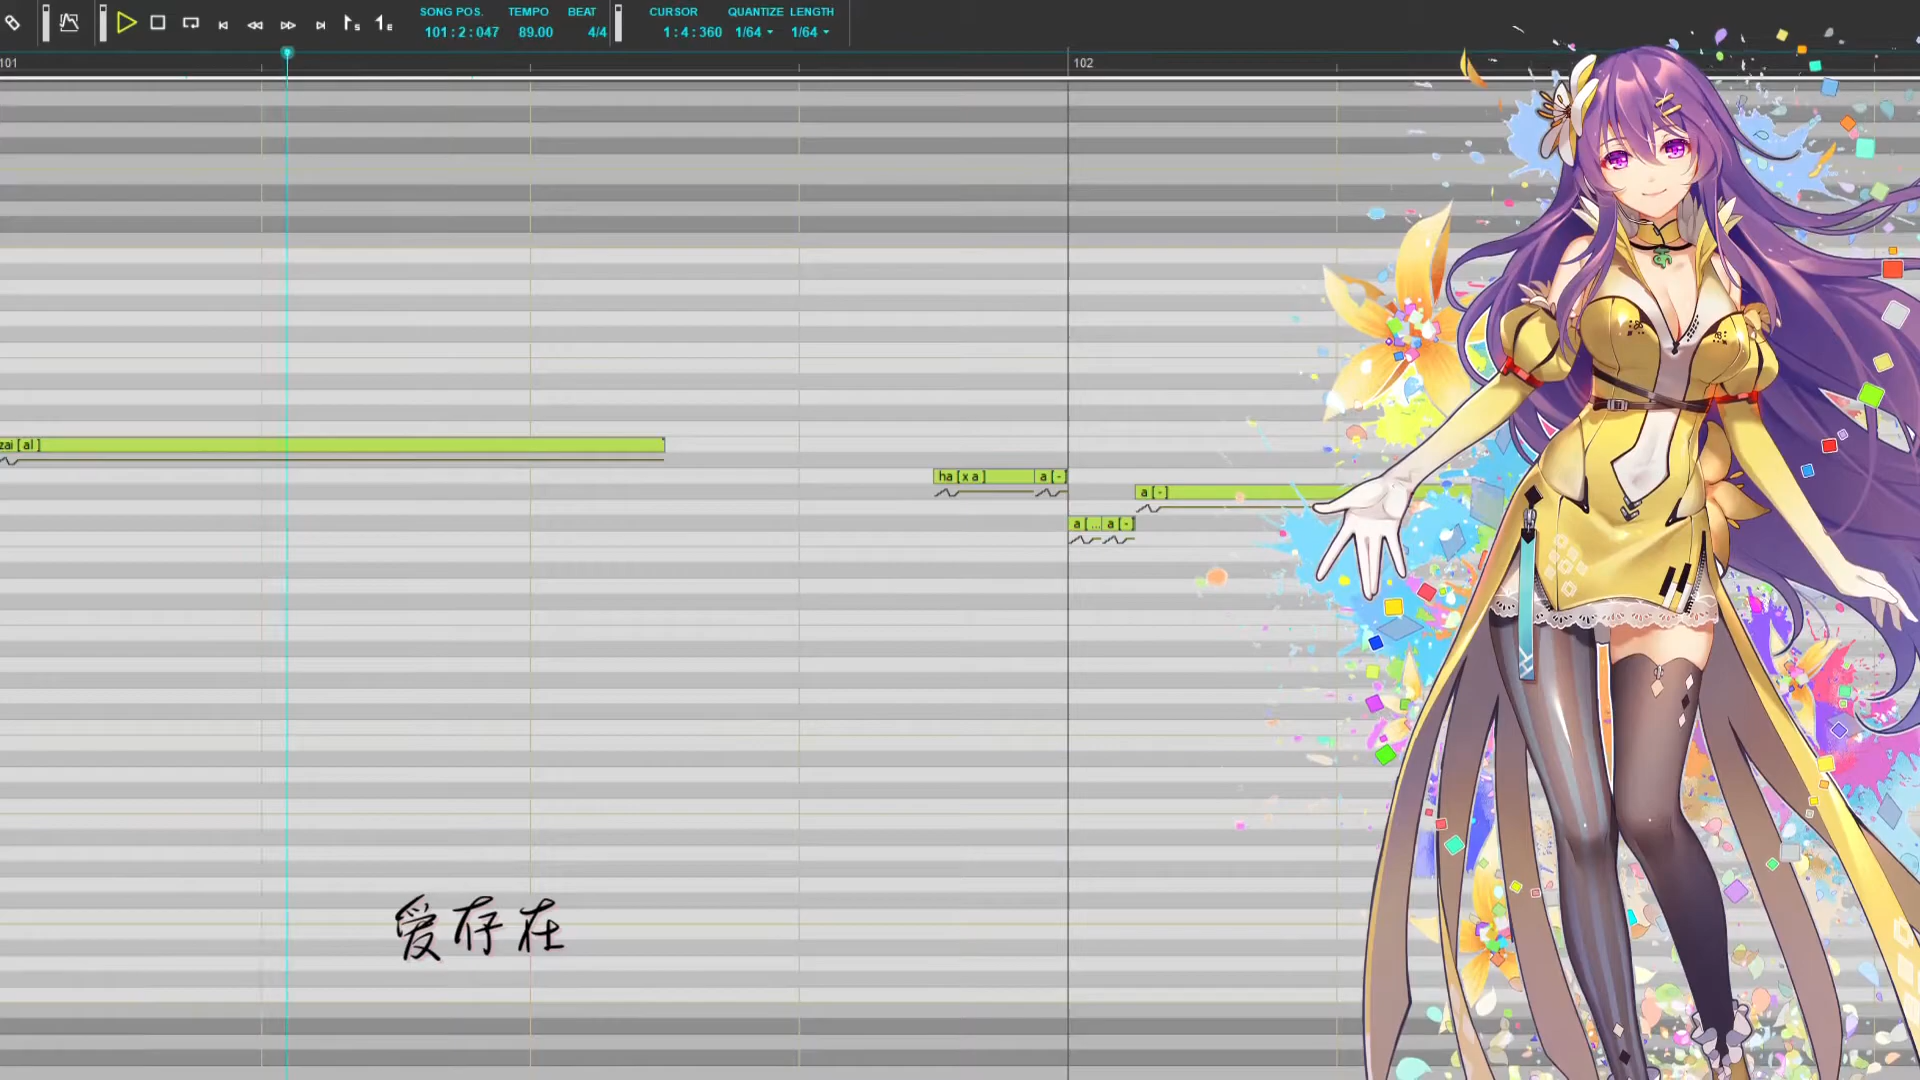 SONG POS. TEMPO BEAT CURSOR QUANTIZE LENGTH
101 : 2 : 047 89.00 4/4 1 : 4 : 360 1/64 1/64
101 102
zai [ aI ]
ha [ x a ] a [ - ]
a [ - ]
a [ ... a [ - ]
爱存在